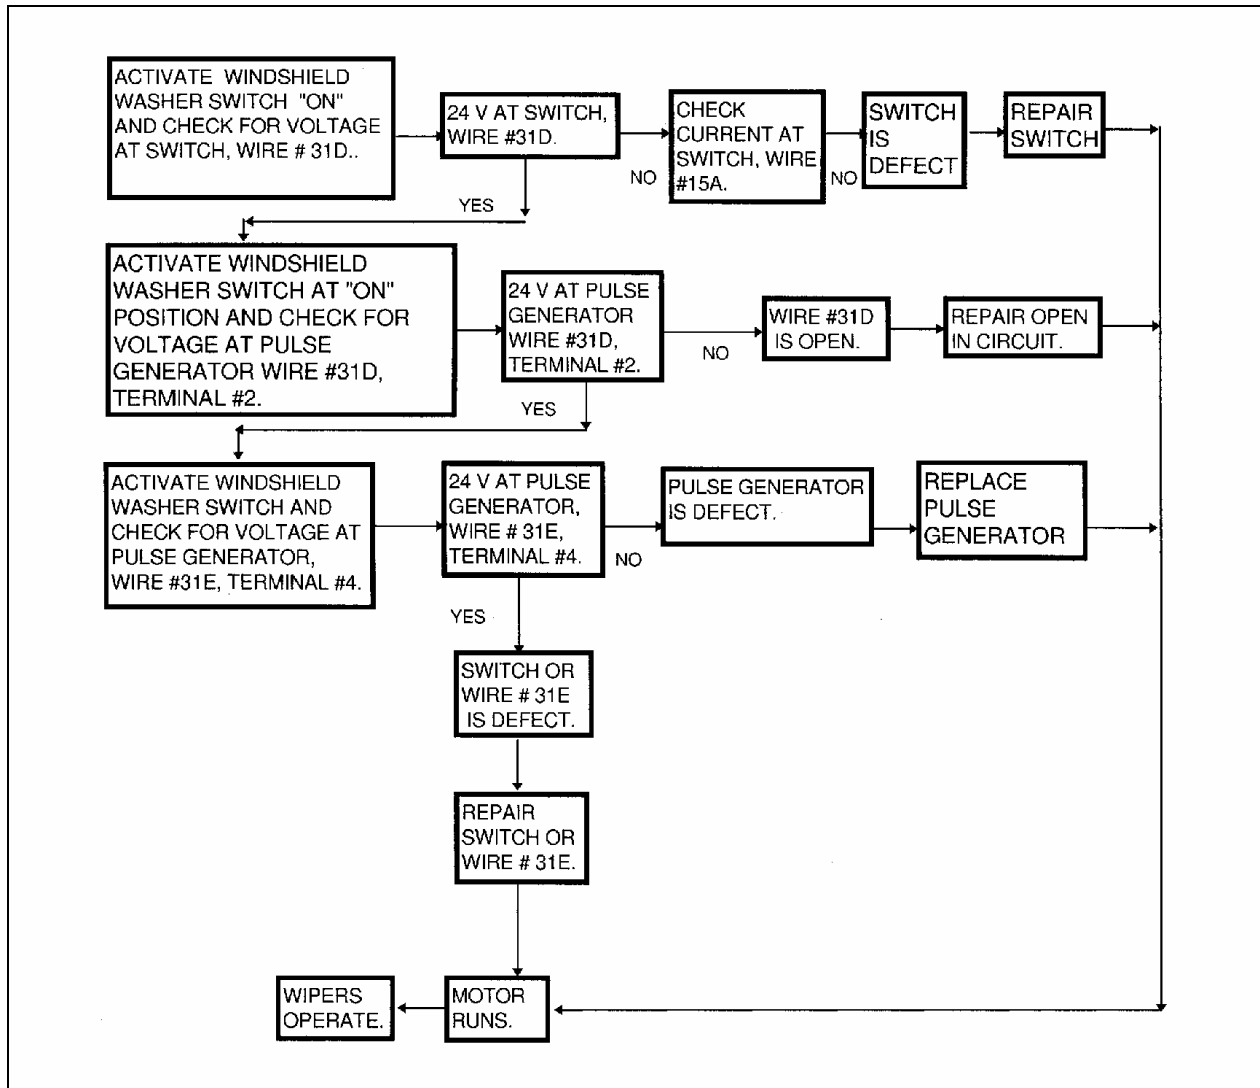 ACTIVATE WINDSHIELD
WASHER SWITCH "ON"
AND CHECK FOR VOLTAGE
AT SWITCH, WIRE # 31D..
24 V AT SWITCH,
WIRE #31D.
NO
CHECK
CURRENT AT
SWITCH, WIRE
#15A.
NO
SWITCH
IS
DEFECT
REPAIR
SWITCH
YES
ACTIVATE WINDSHIELD
WASHER SWITCH AT "ON"
POSITION AND CHECK FOR
VOLTAGE AT PULSE
GENERATOR WIRE #31D,
TERMINAL #2.
24 V AT PULSE
GENERATOR
WIRE #31D,
TERMINAL #2.
NO
WIRE #31D
IS OPEN.
REPAIR OPEN
IN CIRCUIT.
YES
ACTIVATE WINDSHIELD
WASHER SWITCH AND
CHECK FOR VOLTAGE AT
PULSE GENERATOR,
WIRE #31E, TERMINAL #4.
24 V AT PULSE
GENERATOR,
WIRE # 31E,
TERMINAL #4.
NO
PULSE GENERATOR
IS DEFECT.
REPLACE
PULSE
GENERATOR
YES
SWITCH OR
WIRE # 31E
IS DEFECT.
REPAIR
SWITCH OR
WIRE # 31E.
WIPERS
OPERATE.
MOTOR
RUNS.